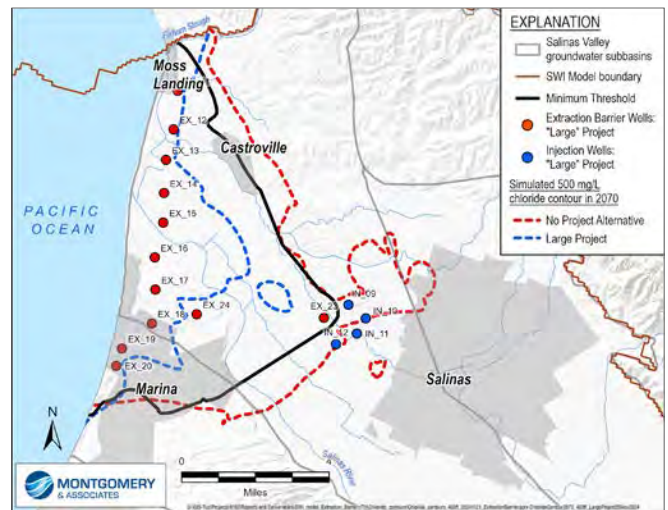 EXPLANATION
Salinas Valley
groundwater subbasins
SWI Model boundary
Minimum Threshold
Extraction Barrier Wells:
"Large" Project
Injection Wells:
"Large" Project
Simulated 500 mg/L
chloride contour in 2070
No Project Alternative
Large Project
Moss
Landing
EX_12
Castroville
EX_13
EX_14
EX_15
PACIFIC
OCEAN
EX_16
EX_17
EX_24
EX_18
IN_09
IN_10
IN_11
IN_12
EX_19
EX_20
Marina
Salinas
Salinas River
N
0
Miles
MONTGOMERY
& ASSOCIATES